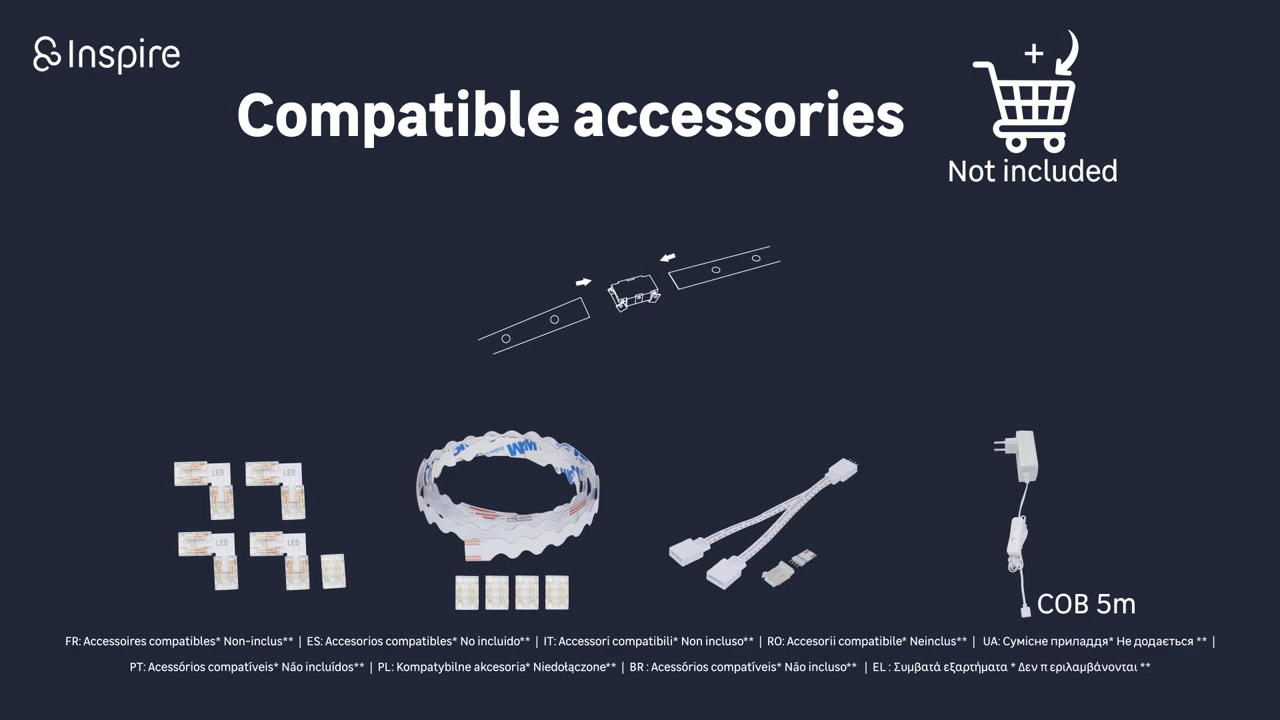 Inspire
Compatible accessories
Not included
LED LED
LED LED
COB 5m
FR: Accessoires compatibles* Non-inclus** | ES: Accesorios compatibles* No incluido** | IT: Accessori compatibili* Non incluso** | RO: Accesorii compatibile* Neinclus** | UA: Сумісне приладдя* Не додається ** |
PT: Acessórios compatíveis* Não incluídos** | PL: Kompatybilne akcesoria* Niedołączone** | BR : Acessórios compatíveis* Não incluso** | EL : Συμβατά εξαρτήματα * Δεν π εριλαμβάνονται **